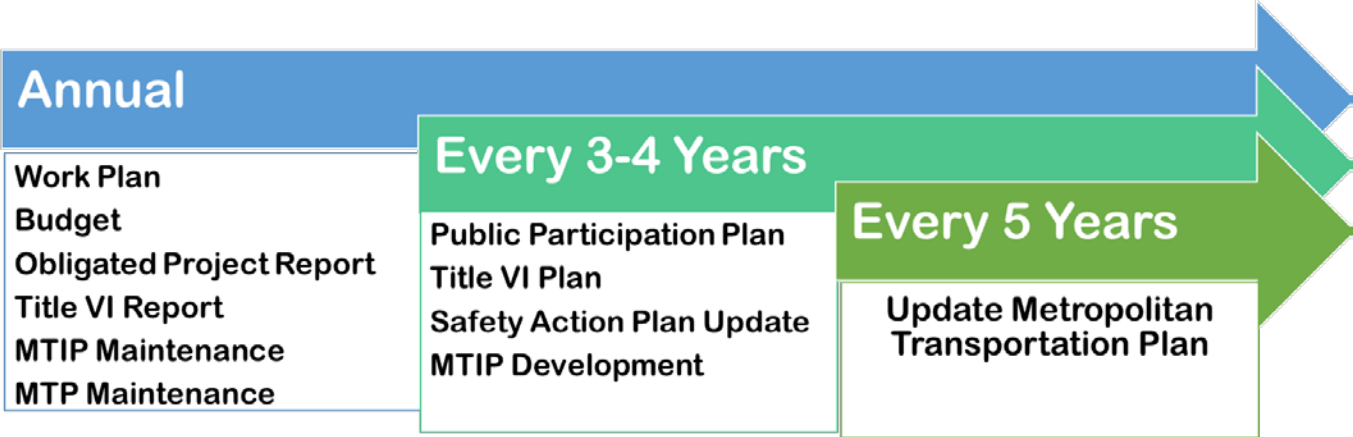 Annual
Work Plan
Budget
Obligated Project Report
Title VI Report
MTIP Maintenance
MTP Maintenance
Every 3-4 Years
Public Participation Plan
Title VI Plan
Safety Action Plan Update
MTIP Development
Every 5 Years
Update Metropolitan
Transportation Plan